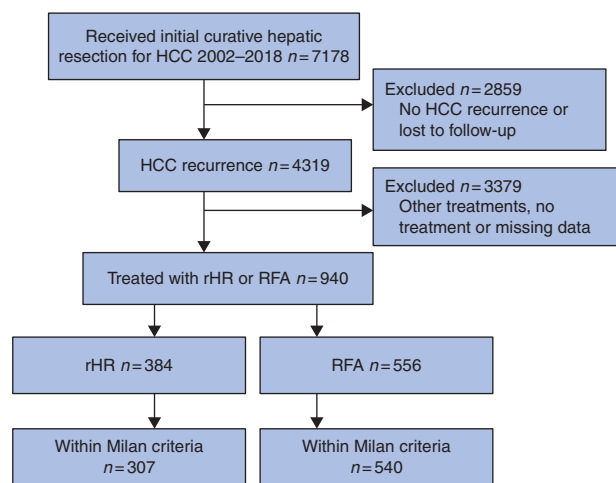 Received initial curative hepatic
resection for HCC 2002–2018 n=7178
Excluded n=2859
No HCC recurrence or
lost to follow-up
HCC recurrence n=4319
Excluded n=3379
Other treatments, no
treatment or missing data
Treated with rHR or RFA n=940
rHR n=384
RFA n=556
Within Milan criteria
n=307
Within Milan criteria
n=540